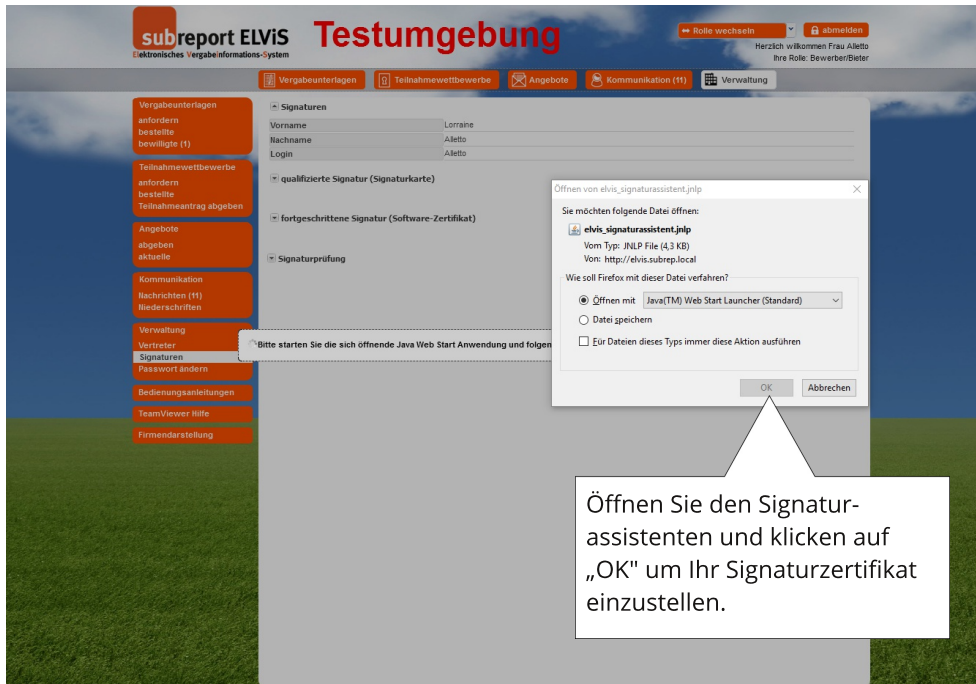 subreport ELViS
Elektronisches Vergabeinformations-System
Testumgebung
Rolle wechseln
abmelden
Herzlich willkommen Frau Alletto
Ihre Rolle: Bewerber/Bieter
Vergabeunterlagen
Teilnahmewettbewerbe
Angebote
Kommunikation (11)
Verwaltung
Vergabeunterlagen
anfordern
bestellte
bewilligte (1)
Teilnahmewettbewerbe
anfordern
bestellte
Teilnahmeantrag abgeben
Angebote
abgeben
aktuelle
Kommunikation
Nachrichten (11)
Niederschriften
Verwaltung
Vertreter
Signaturen
Passwort ändern
Bedienungsanleitungen
TeamViewer Hilfe
Firmendarstellung
Signaturen
Vorname Lorraine
Nachname Alletto
Login Alletto
qualifizierte Signatur (Signaturkarte)
fortgeschrittene Signatur (Software-Zertifikat)
Signaturprüfung
Bitte starten Sie die sich öffnende Java Web Start Anwendung und folgen
Öffnen von elvis_signaturassistent.jnlp
Sie möchten folgende Datei öffnen:
elvis_signaturassistent.jnlp
Vom Typ: JNLP File (4,3 KB)
Von: http://elvis.subrep.local
Wie soll Firefox mit dieser Datei verfahren?
Öffnen mit Java(TM) Web Start Launcher (Standard)
Datei speichern
Für Dateien dieses Typs immer diese Aktion ausführen
OK Abbrechen
Öffnen Sie den Signatur-
assistenten und klicken auf
„OK" um Ihr Signaturzertifikat
einzustellen.